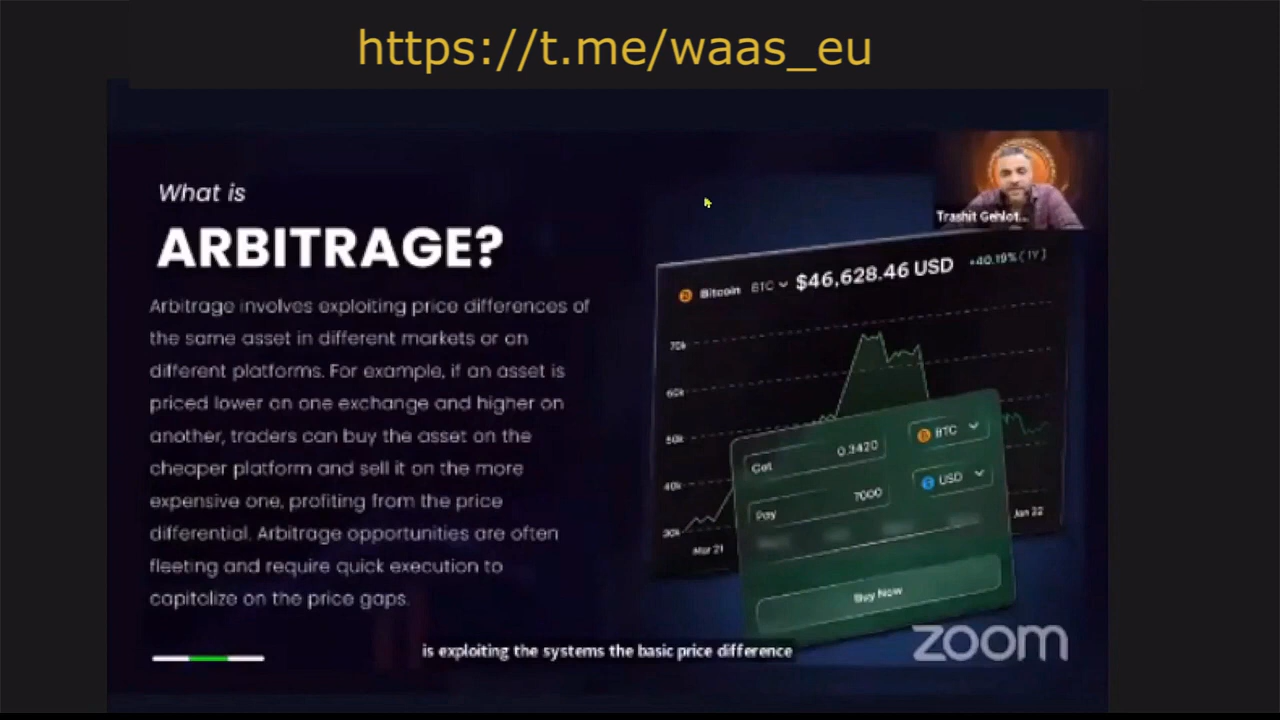 https://t.me/waas_eu
What is
ARBITRAGE?
Arbitrage involves exploiting price differences of
the same asset in different markets or on
different platforms. For example, if an asset is
priced lower on one exchange and higher on
another, traders can buy the asset on the
cheaper platform and sell it on the more
expensive one, profiting from the price
differential. Arbitrage opportunities are often
fleeting and require quick execution to
capitalize on the price gaps.
Trashit Gehlot...
Bitcoin BTC $46,628.46 USD +40.19% (1Y)
70k
60k
50k
40k
30k
Mar 21
Jan 22
Get 0.3420 BTC
Pay 7000 USD
Buy Now
is exploiting the systems the basic price difference
zoom